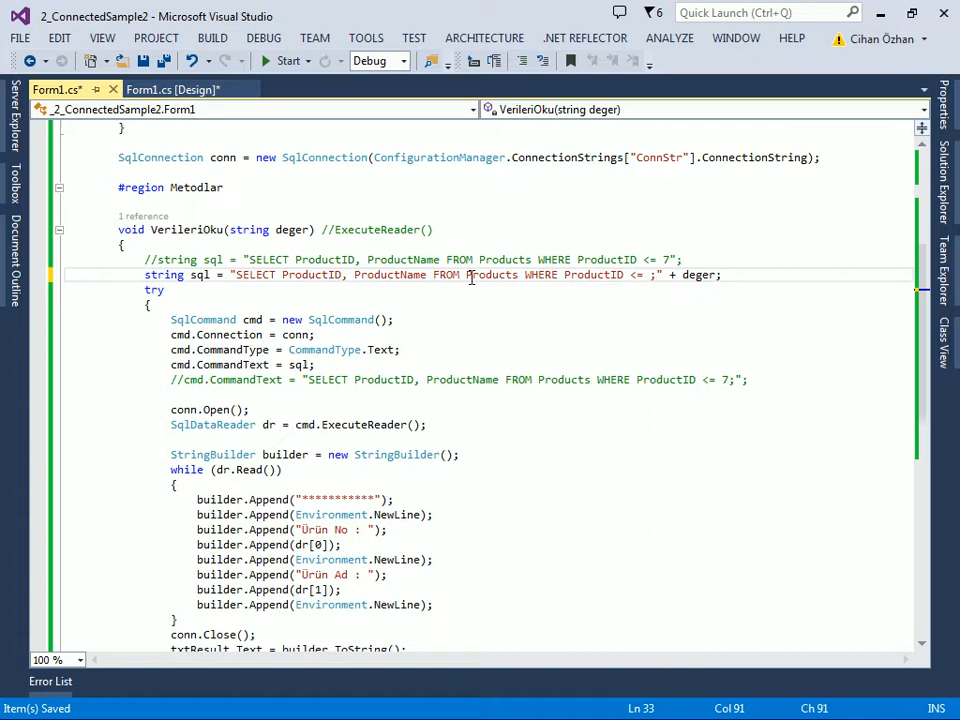 2_ConnectedSample2 - Microsoft Visual Studio
6
Quick Launch (Ctrl+Q)
FILE EDIT VIEW PROJECT BUILD DEBUG TEAM TOOLS TEST ARCHITECTURE .NET REFLECTOR ANALYZE WINDOW HELP Cihan Özhan
Start Debug
Form1.cs* Form1.cs [Design]*
_2_ConnectedSample2.Form1 VerileriOku(string deger)
Server Explorer
Toolbox
Document Outline
}
SqlConnection conn = new SqlConnection(ConfigurationManager.ConnectionStrings["ConnStr"].ConnectionString);
#region Metodlar
1 reference
void VerileriOku(string deger) //ExecuteReader()
{
//string sql = "SELECT ProductID, ProductName FROM Products WHERE ProductID <= 7";
string sql = "SELECT ProductID, ProductName FROM Products WHERE ProductID <= ;" + deger;
try
{
SqlCommand cmd = new SqlCommand();
cmd.Connection = conn;
cmd.CommandType = CommandType.Text;
cmd.CommandText = sql;
//cmd.CommandText = "SELECT ProductID, ProductName FROM Products WHERE ProductID <= 7;";
conn.Open();
SqlDataReader dr = cmd.ExecuteReader();
StringBuilder builder = new StringBuilder();
while (dr.Read())
{
builder.Append("***********");
builder.Append(Environment.NewLine);
builder.Append("Ürün No : ");
builder.Append(dr[0]);
builder.Append(Environment.NewLine);
builder.Append("Ürün Ad : ");
builder.Append(dr[1]);
builder.Append(Environment.NewLine);
}
conn.Close();
txtResult.Text = builder.ToString();
Properties
Solution Explorer
Team Explorer
Class View
100 %
Error List
Item(s) Saved Ln 33 Col 91 Ch 91 INS